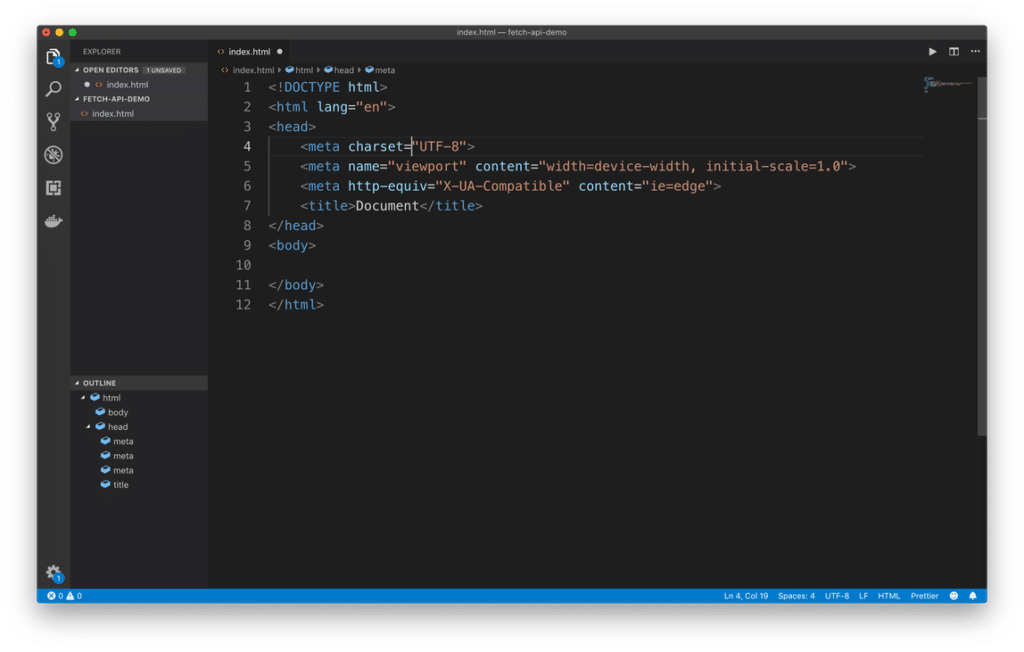 index.html — fetch-api-demo
EXPLORER
OPEN EDITORS 1 UNSAVED
index.html
FETCH-API-DEMO
index.html
OUTLINE
html
body
head
meta
meta
meta
title
1
1
index.html
index.html html head meta
1 <!DOCTYPE html>
2 <html lang="en">
3 <head>
4 <meta charset="UTF-8">
5 <meta name="viewport" content="width=device-width, initial-scale=1.0">
6 <meta http-equiv="X-UA-Compatible" content="ie=edge">
7 <title>Document</title>
8 </head>
9 <body>
10
11 </body>
12 </html>
0 0 Ln 4, Col 19 Spaces: 4 UTF-8 LF HTML Prettier